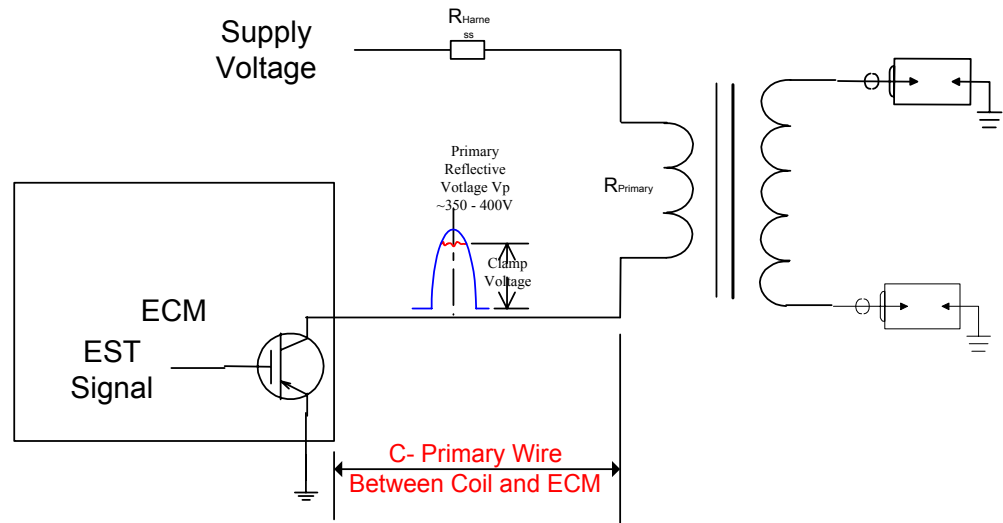 Supply
Voltage
RHarne
ss
Primary
Reflective
Votlage Vp
~350 - 400V
Clamp
Voltage
RPrimary
ECM
EST
Signal
C- Primary Wire
Between Coil and ECM